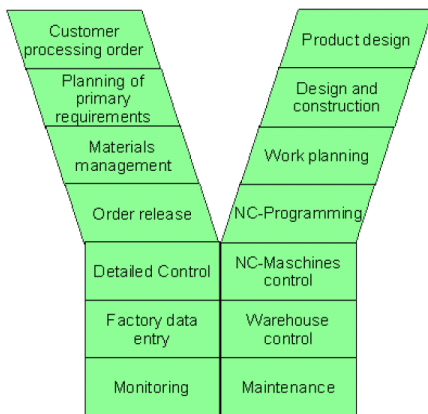 Customer
processing order
Planning of
primary
requirements
Materials
management
Order release
Product design
Design and
construction
Work planning
NC-Programming
Detailed Control
Factory data
entry
Monitoring
NC-Maschines
control
Warehouse
control
Maintenance